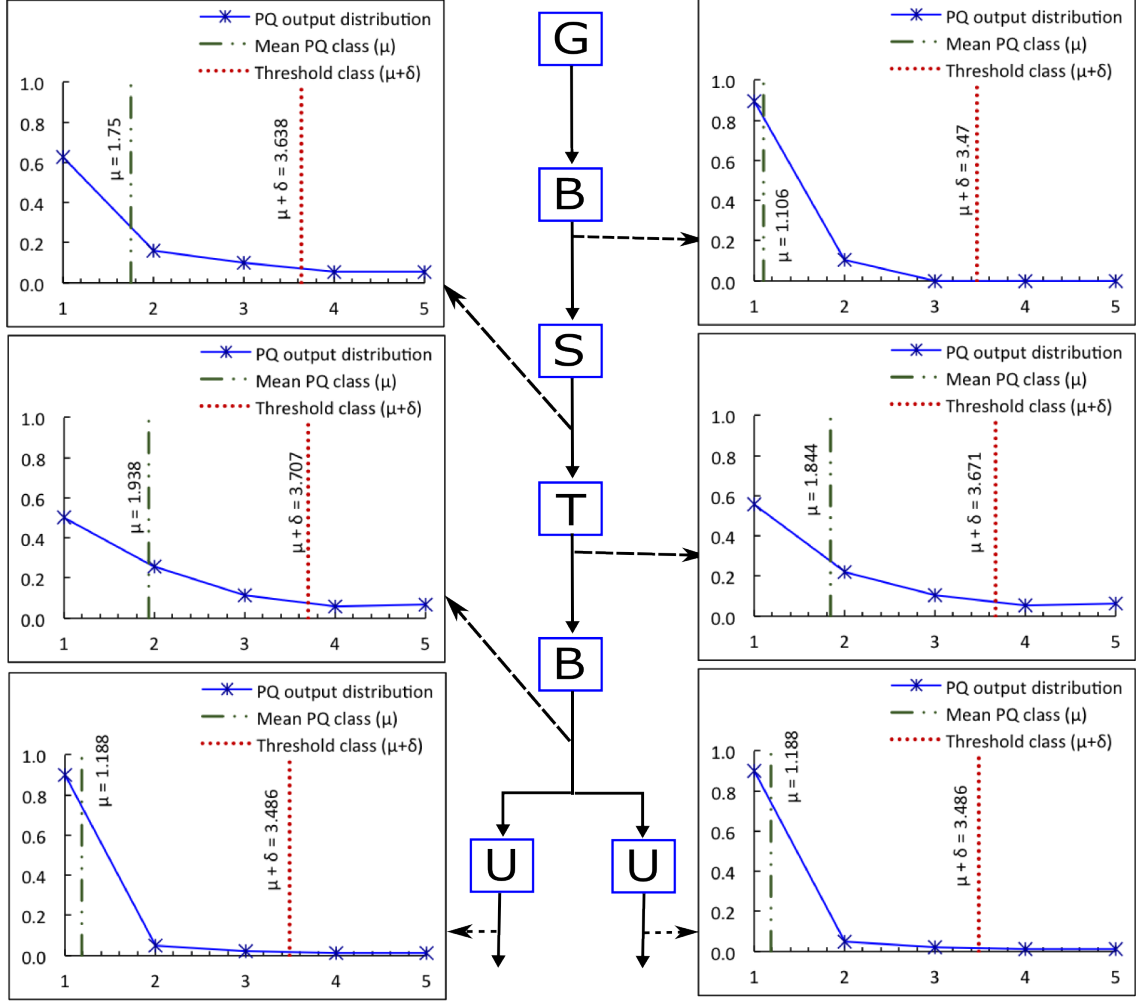 PQ output distribution
Mean PQ class (μ)
Threshold class (μ+δ)
1.0
0.8
0.6
0.4
0.2
0.0
μ = 1.75
μ + δ = 3.638
1 2 3 4 5
G
B
S
T
B
U U
PQ output distribution
Mean PQ class (μ)
Threshold class (μ+δ)
1.0
0.8
0.6
0.4
0.2
0.0
μ = 1.106
μ + δ = 3.47
1 2 3 4 5
PQ output distribution
Mean PQ class (μ)
Threshold class (μ+δ)
1.0
0.8
0.6
0.4
0.2
0.0
μ = 1.938
μ + δ = 3.707
1 2 3 4 5
PQ output distribution
Mean PQ class (μ)
Threshold class (μ+δ)
1.0
0.8
0.6
0.4
0.2
0.0
μ = 1.844
μ + δ = 3.671
1 2 3 4 5
PQ output distribution
Mean PQ class (μ)
Threshold class (μ+δ)
1.0
0.8
0.6
0.4
0.2
0.0
μ = 1.188
μ + δ = 3.486
1 2 3 4 5
PQ output distribution
Mean PQ class (μ)
Threshold class (μ+δ)
1.0
0.8
0.6
0.4
0.2
0.0
μ = 1.188
μ + δ = 3.486
1 2 3 4 5